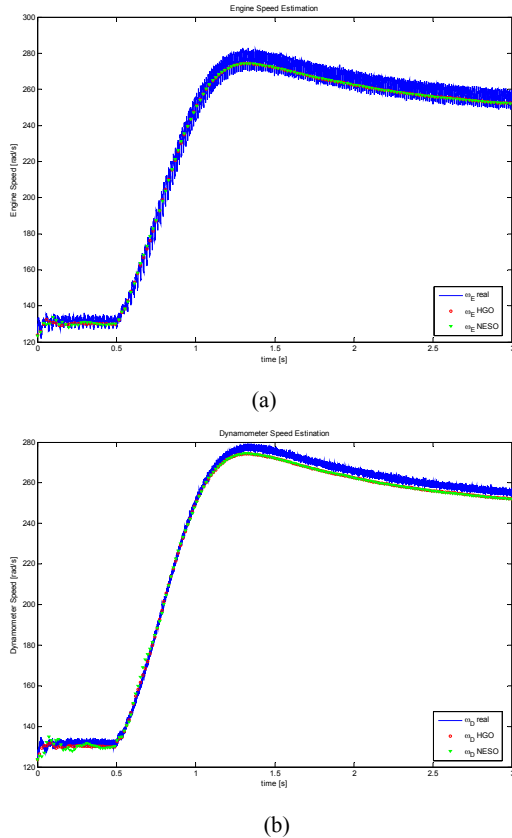 Engine Speed Estimation
300
280
260
240
220
200
180
160
140
120
Engine Speed [rad/s]
ω_E real
ω_E HGO
ω_E NESO
0 0.5 1 1.5 2 2.5 3
time [s]
(a)
Dynamometer Speed Estination
280
260
240
220
200
180
160
140
120
Dynamometer Speed [rad/s]
ω_D real
ω_D HGO
ω_D NESO
0 0.5 1 1.5 2 2.5 3
time [s]
(b)